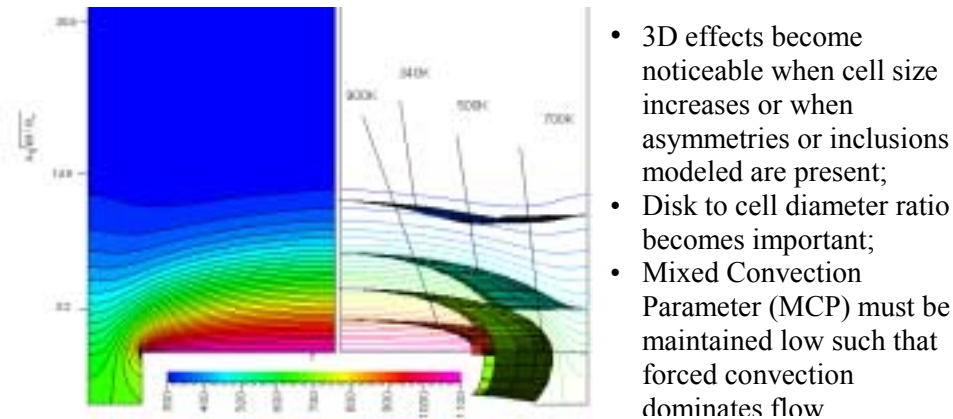 340K
900K
500K
700K
• 3D effects become
noticeable when cell size
increases or when
asymmetries or inclusions
modeled are present;
• Disk to cell diameter ratio
becomes important;
• Mixed Convection
Parameter (MCP) must be
maintained low such that
forced convection
dominates flow